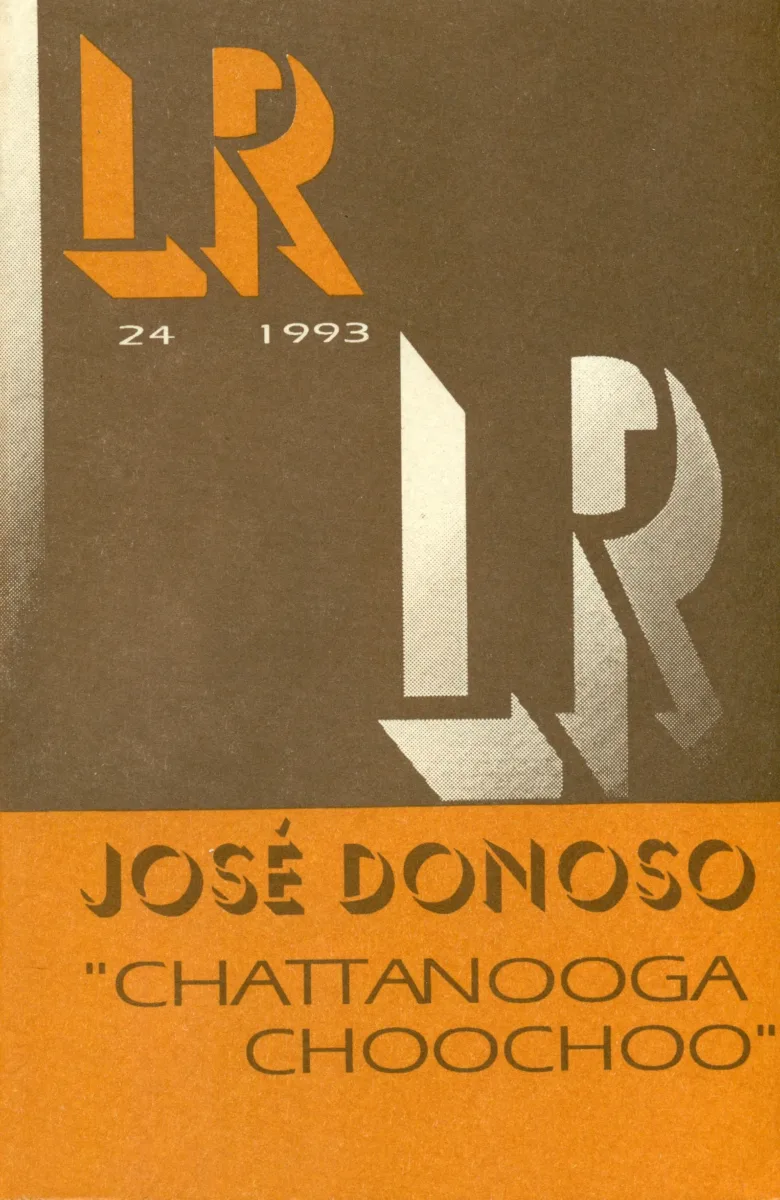 LR
24 1993
LR
JOSÉ DONOSO
"CHATTANOOGA
CHOOCHOO"